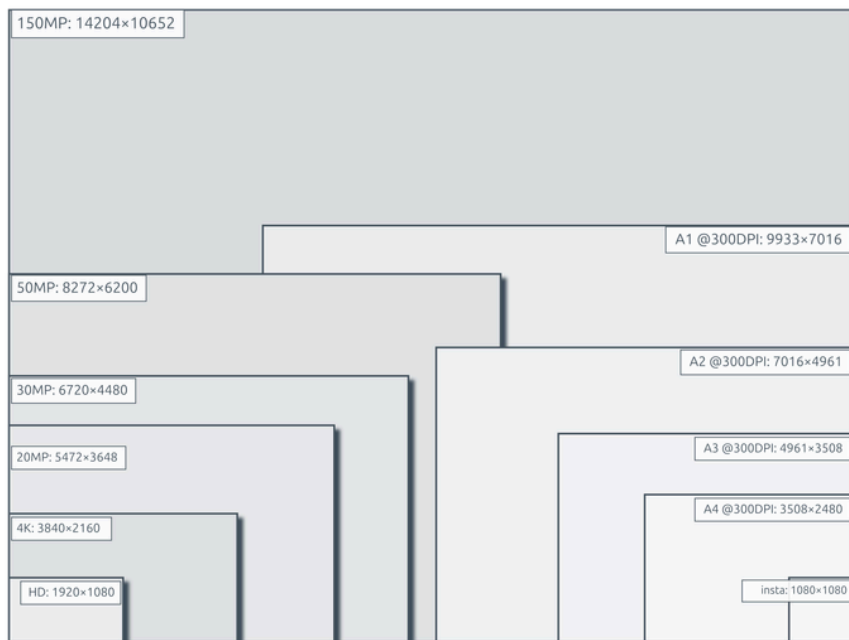 150MP: 14204×10652
A1 @300DPI: 9933×7016
50MP: 8272×6200
A2 @300DPI: 7016×4961
30MP: 6720×4480
A3 @300DPI: 4961×3508
20MP: 5472×3648
A4 @300DPI: 3508×2480
4K: 3840×2160
HD: 1920×1080
insta: 1080×1080